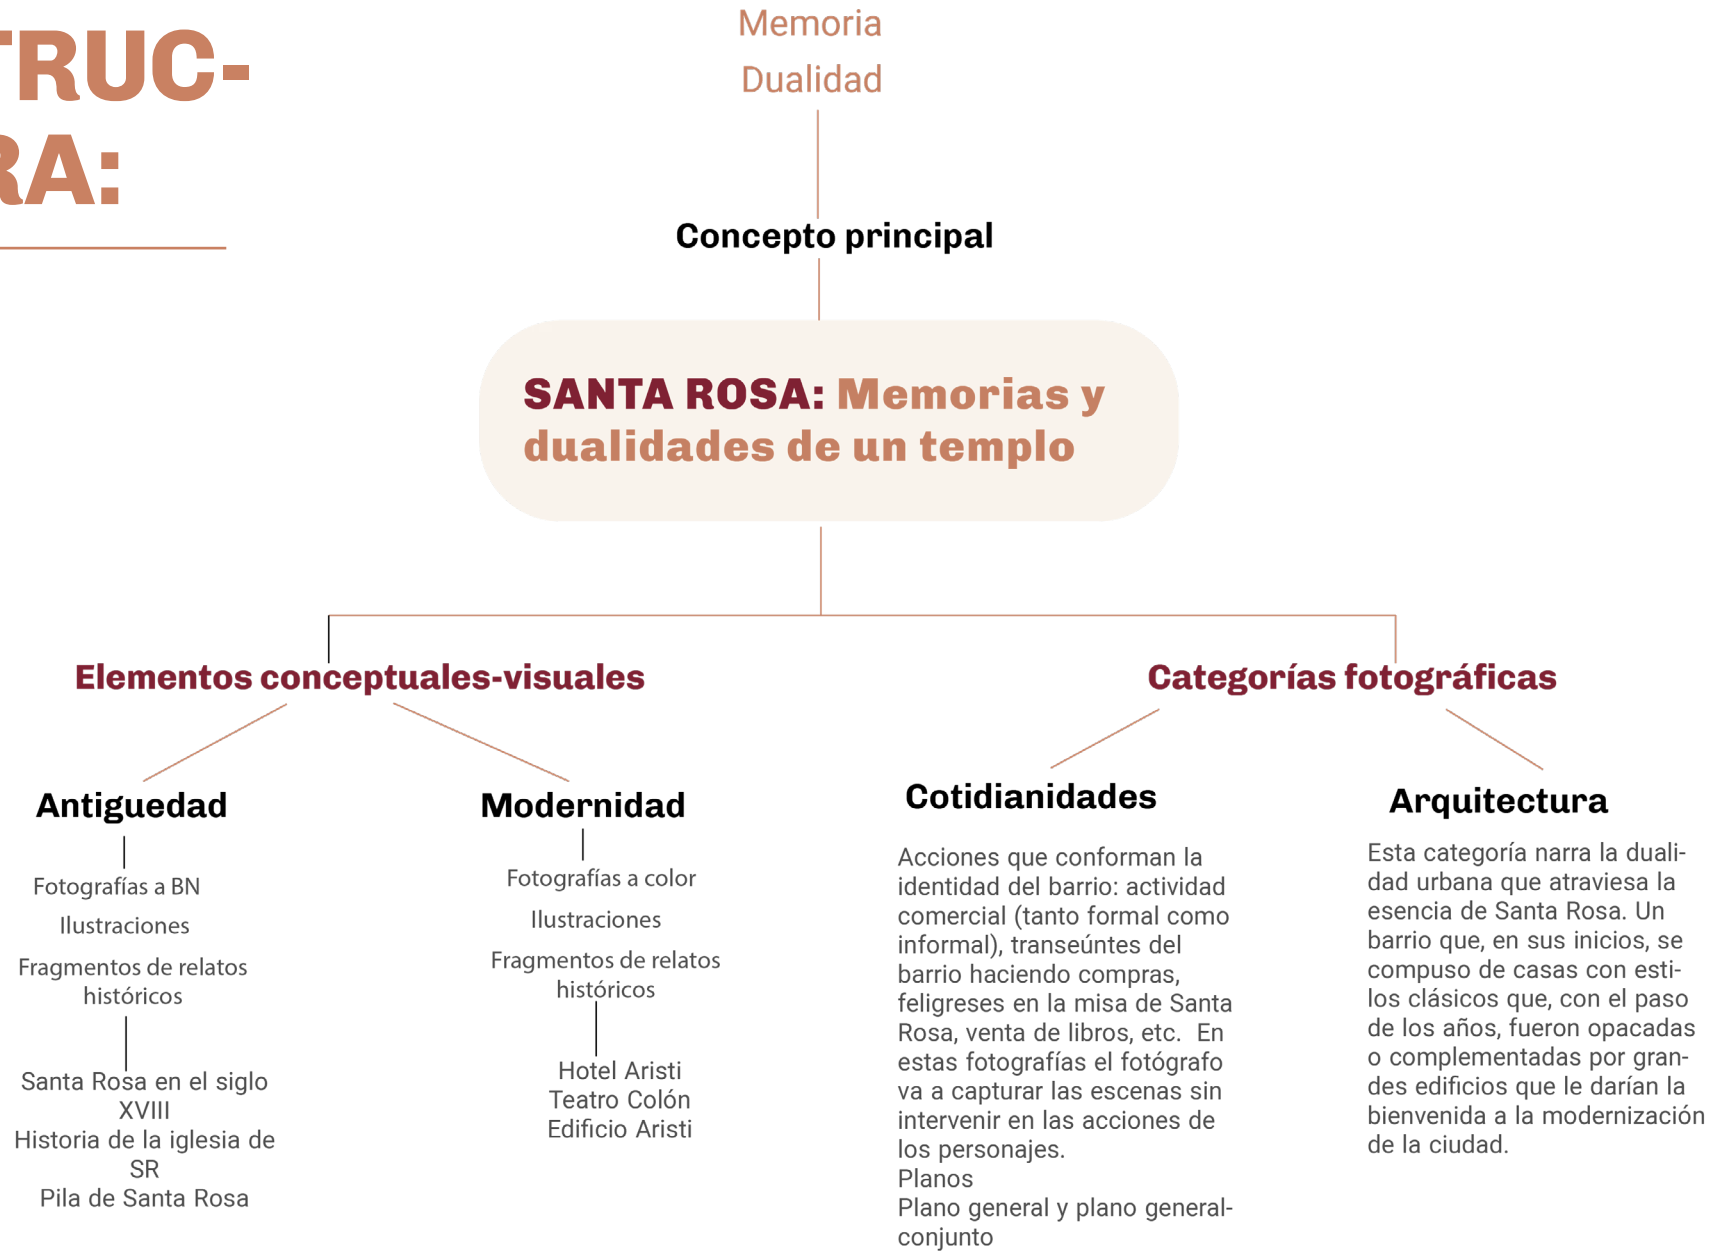 TRUC-
RA:
Memoria
Dualidad
Concepto principal
SANTA ROSA: Memorias y
dualidades de un templo
Elementos conceptuales-visuales
Antiguedad
Fotografías a BN
Ilustraciones
Fragmentos de relatos
históricos
Santa Rosa en el siglo
XVIII
Historia de la iglesia de
SR
Pila de Santa Rosa
Modernidad
Fotografías a color
Ilustraciones
Fragmentos de relatos
históricos
Hotel Aristi
Teatro Colón
Edificio Aristi
Categorías fotográficas
Cotidianidades
Acciones que conforman la
identidad del barrio: actividad
comercial (tanto formal como
informal), transeúntes del
barrio haciendo compras,
feligreses en la misa de Santa
Rosa, venta de libros, etc.  En
estas fotografías el fotógrafo
va a capturar las escenas sin
intervenir en las acciones de
los personajes.
Planos
Plano general y plano general-
conjunto
Arquitectura
Esta categoría narra la duali-
dad urbana que atraviesa la
esencia de Santa Rosa. Un
barrio que, en sus inicios, se
compuso de casas con esti-
los clásicos que, con el paso
de los años, fueron opacadas
o complementadas por gran-
des edificios que le darían la
bienvenida a la modernización
de la ciudad.